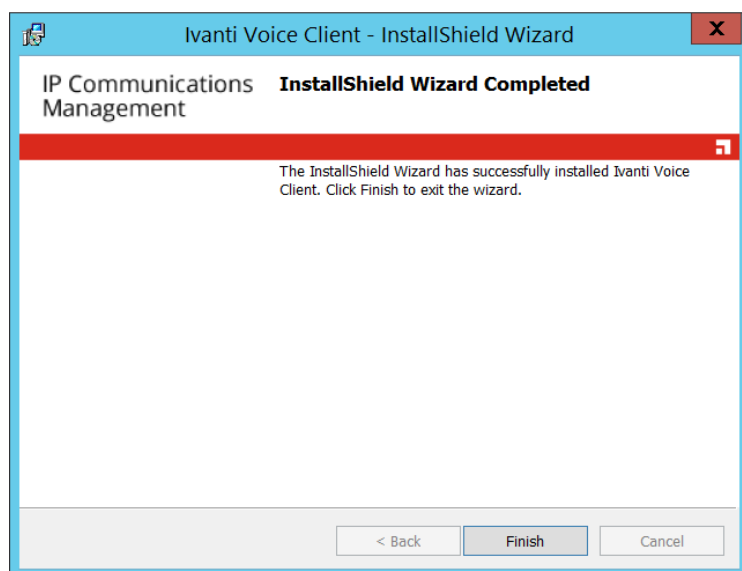 Ivanti Voice Client - InstallShield Wizard
X
IP Communications
Management
InstallShield Wizard Completed
The InstallShield Wizard has successfully installed Ivanti Voice
Client. Click Finish to exit the wizard.
< Back
Finish
Cancel